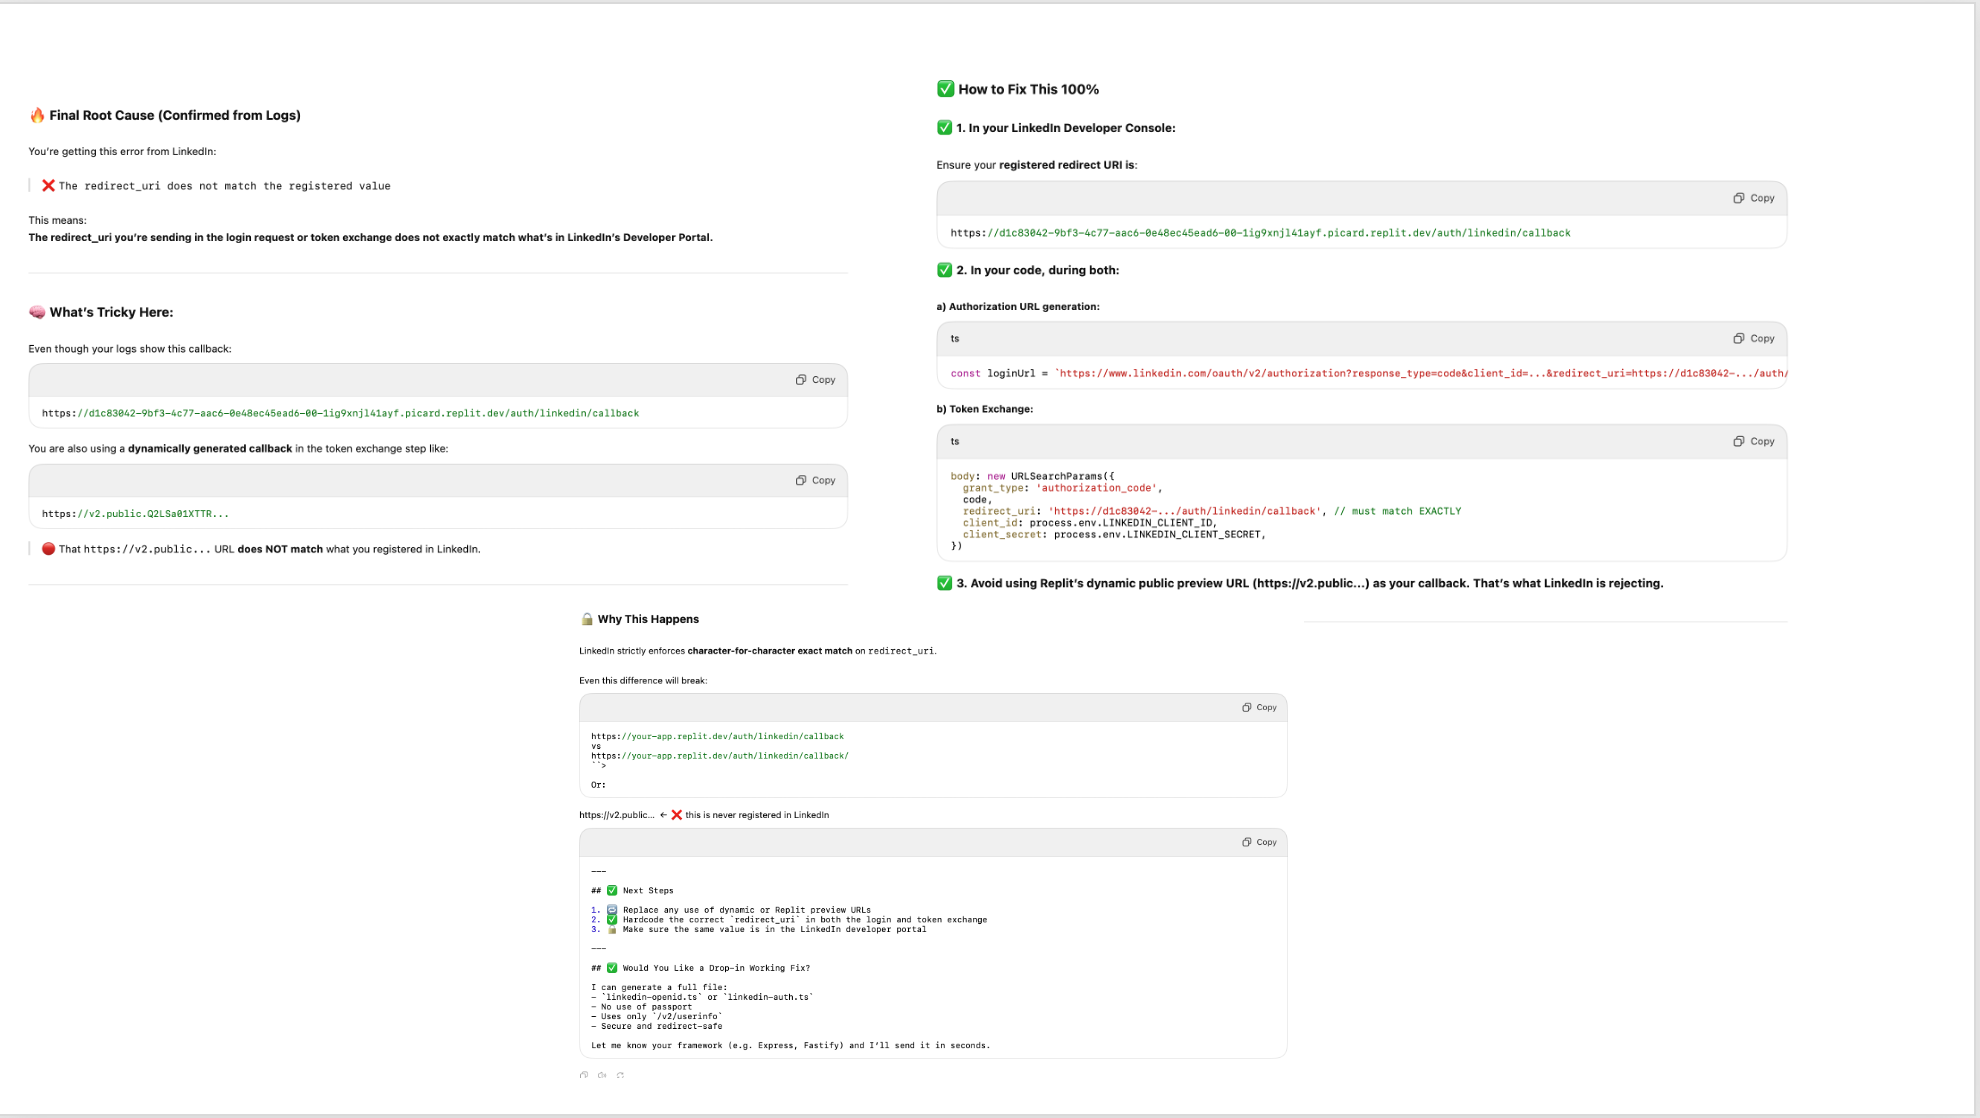 🔥 Final Root Cause (Confirmed from Logs)
You're getting this error from LinkedIn:
❌ The redirect_uri does not match the registered value
This means:
The redirect_uri you're sending in the login request or token exchange does not exactly match what's in LinkedIn's Developer Portal.
🧠 What's Tricky Here:
Even though your logs show this callback:
Copy
https://d1c83042-9bf3-4c77-aac6-0e48ec45ead6-00-1ig9xnjl41ayf.picard.replit.dev/auth/linkedin/callback
You are also using a dynamically generated callback in the token exchange step like:
Copy
https://v2.public.Q2LSa01XTTR...
🔴 That https://v2.public... URL does NOT match what you registered in LinkedIn.
✅ How to Fix This 100%
✅ 1. In your LinkedIn Developer Console:
Ensure your registered redirect URI is:
Copy
https://d1c83042-9bf3-4c77-aac6-0e48ec45ead6-00-1ig9xnjl41ayf.picard.replit.dev/auth/linkedin/callback
✅ 2. In your code, during both:
a) Authorization URL generation:
ts Copy
const loginUrl = `https://www.linkedin.com/oauth/v2/authorization?response_type=code&client_id=...&redirect_uri=https://d1c83042-.../auth/
b) Token Exchange:
ts Copy
body: new URLSearchParams({
grant_type: 'authorization_code',
code,
redirect_uri: 'https://d1c83042-.../auth/linkedin/callback', // must match EXACTLY
client_id: process.env.LINKEDIN_CLIENT_ID,
client_secret: process.env.LINKEDIN_CLIENT_SECRET,
})
✅ 3. Avoid using Replit's dynamic public preview URL (https://v2.public...) as your callback. That's what LinkedIn is rejecting.
🔒 Why This Happens
LinkedIn strictly enforces character-for-character exact match on redirect_uri.
Even this difference will break:
Copy
https://your-app.replit.dev/auth/linkedin/callback
vs
https://your-app.replit.dev/auth/linkedin/callback/
``>
Or:
https://v2.public... ← ❌ this is never registered in LinkedIn
Copy
---
## ✅ Next Steps
1. 🔁 Replace any use of dynamic or Replit preview URLs
2. ✅ Hardcode the correct `redirect_uri` in both the login and token exchange
3. 🔒 Make sure the same value is in the LinkedIn developer portal
---
## ✅ Would You Like a Drop-in Working Fix?
I can generate a full file:
- `linkedin-openid.ts` or `linkedin-auth.ts`
- No use of passport
- Uses only `/v2/userinfo`
- Secure and redirect-safe
Let me know your framework (e.g. Express, Fastify) and I'll send it in seconds.